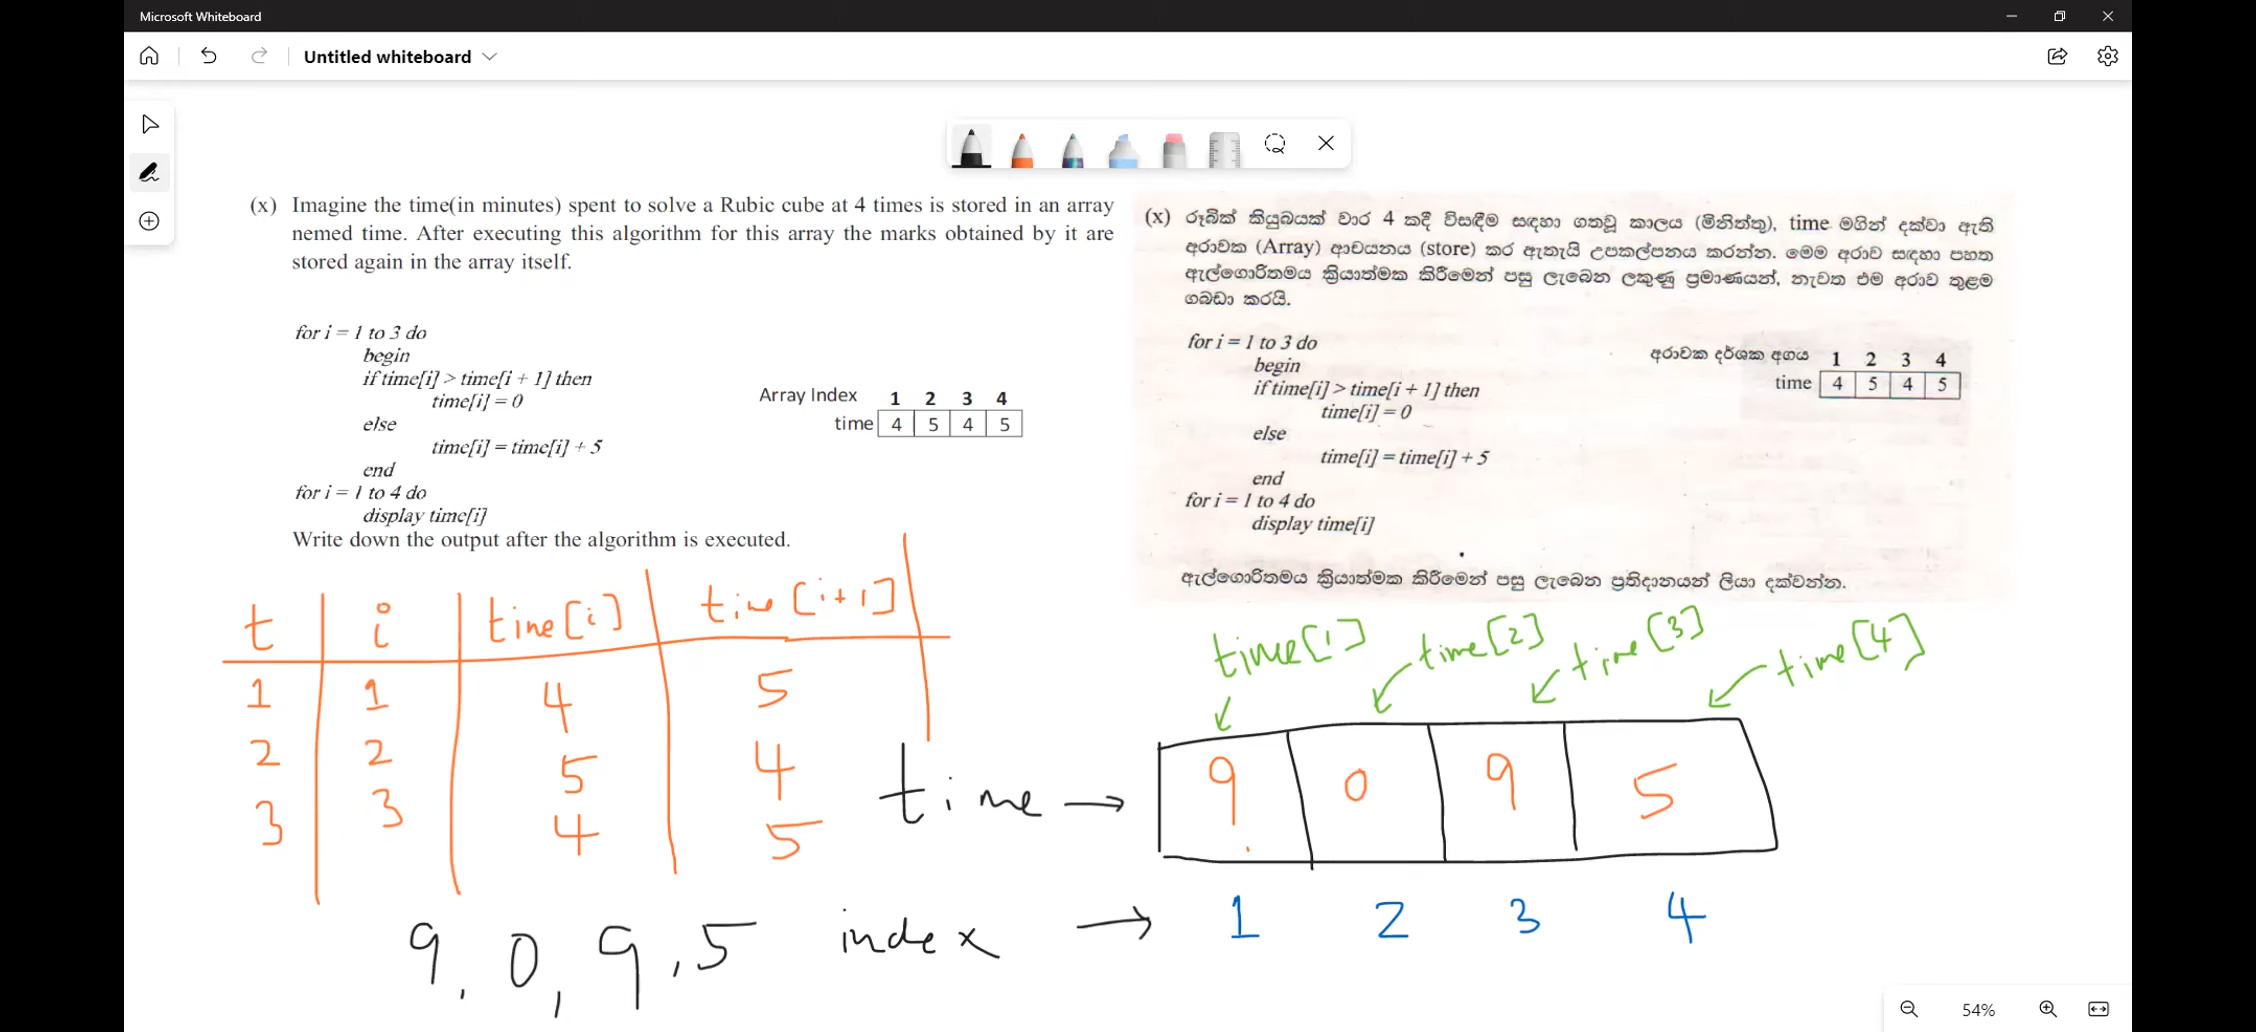 Microsoft Whiteboard
Untitled whiteboard
(x) Imagine the time(in minutes) spent to solve a Rubic cube at 4 times is stored in an array
nemed time. After executing this algorithm for this array the marks obtained by it are
stored again in the array itself.
for i = 1 to 3 do
begin
if time[i] > time[i + 1] then
time[i] = 0
else
time[i] = time[i] + 5
end
for i = 1 to 4 do
display time[i]
Write down the output after the algorithm is executed.
Array Index 1 2 3 4
time 4 5 4 5
(x) රූබික් කියුබයක් වාර 4 කදී විසඳීම සඳහා ගතවූ කාලය (මිනිත්තු), time මගින් දක්වා ඇති
අරාවක (Array) ආචයනය (store) කර ඇතැයි උපකල්පනය කරන්න. මෙම අරාව සඳහා පහත
ඇල්ගොරිතමය ක්‍රියාත්මක කිරීමෙන් පසු ලැබෙන ලකුණු ප්‍රමාණයන්, නැවත එම අරාව තුළම
ගබඩා කරයි.
for i = 1 to 3 do
begin
if time[i] > time[i + 1] then
time[i] = 0
else
time[i] = time[i] + 5
end
for i = 1 to 4 do
display time[i]
අරාවක දර්ශක අගය 1 2 3 4
time 4 5 4 5
ඇල්ගොරිතමය ක්‍රියාත්මක කිරීමෙන් පසු ලැබෙන ප්‍රතිදානයන් ලියා දක්වන්න.
t i time[i] time[i+1]
1 1 4 5
2 2 5 4
3 3 4 5
time[1] time[2] time[3] time[4]
time → 9 0 9 5
index → 1 2 3 4
9, 0, 9, 5
54%